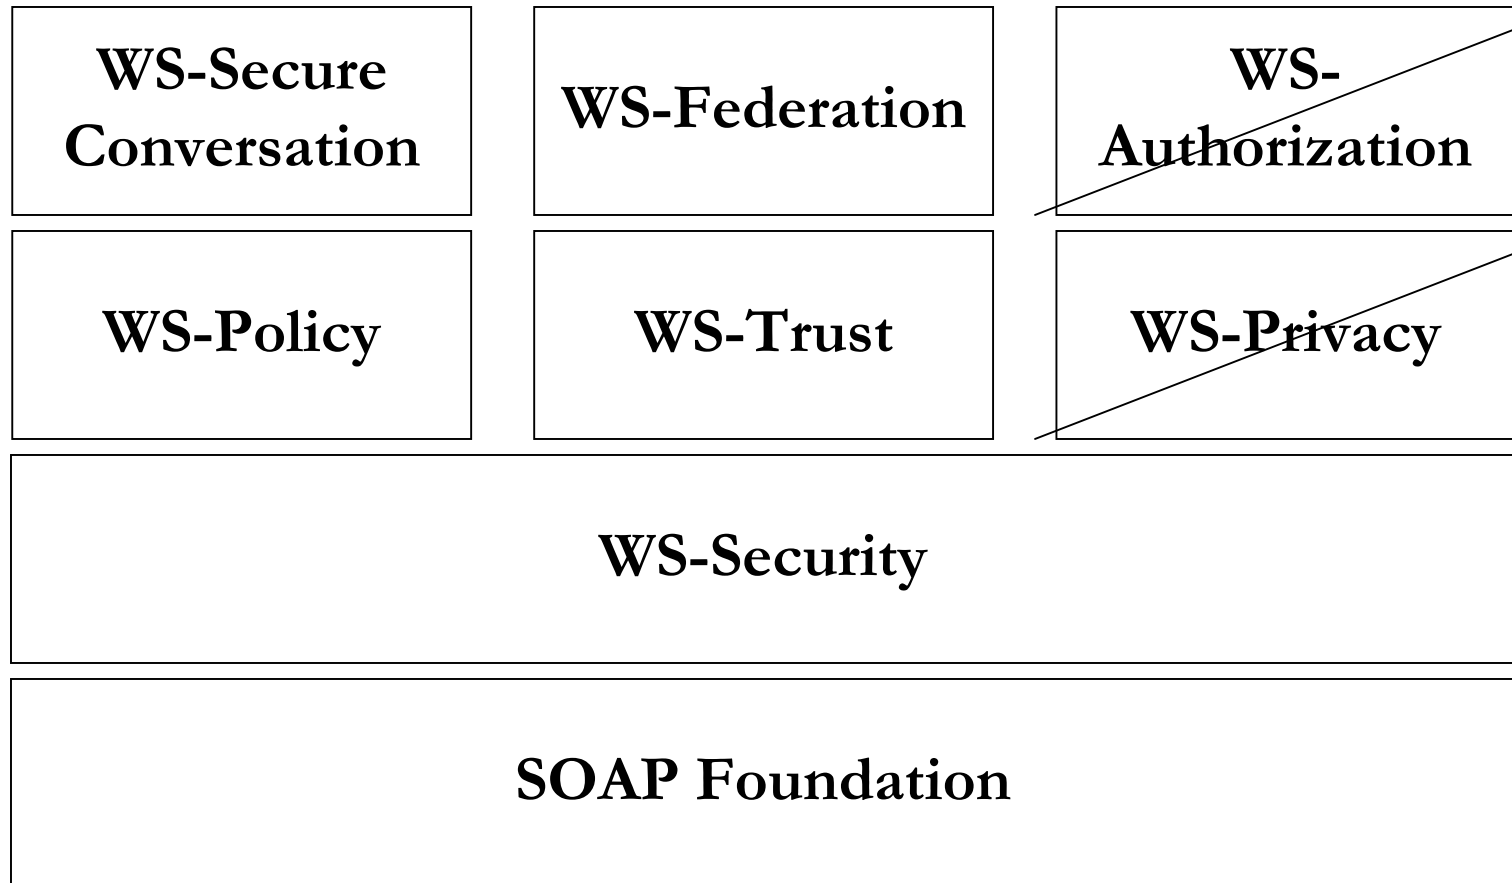 WS-Secure
Conversation
WS-Federation
WS-
Authorization
WS-Policy
WS-Trust
WS-Privacy
WS-Security
SOAP Foundation